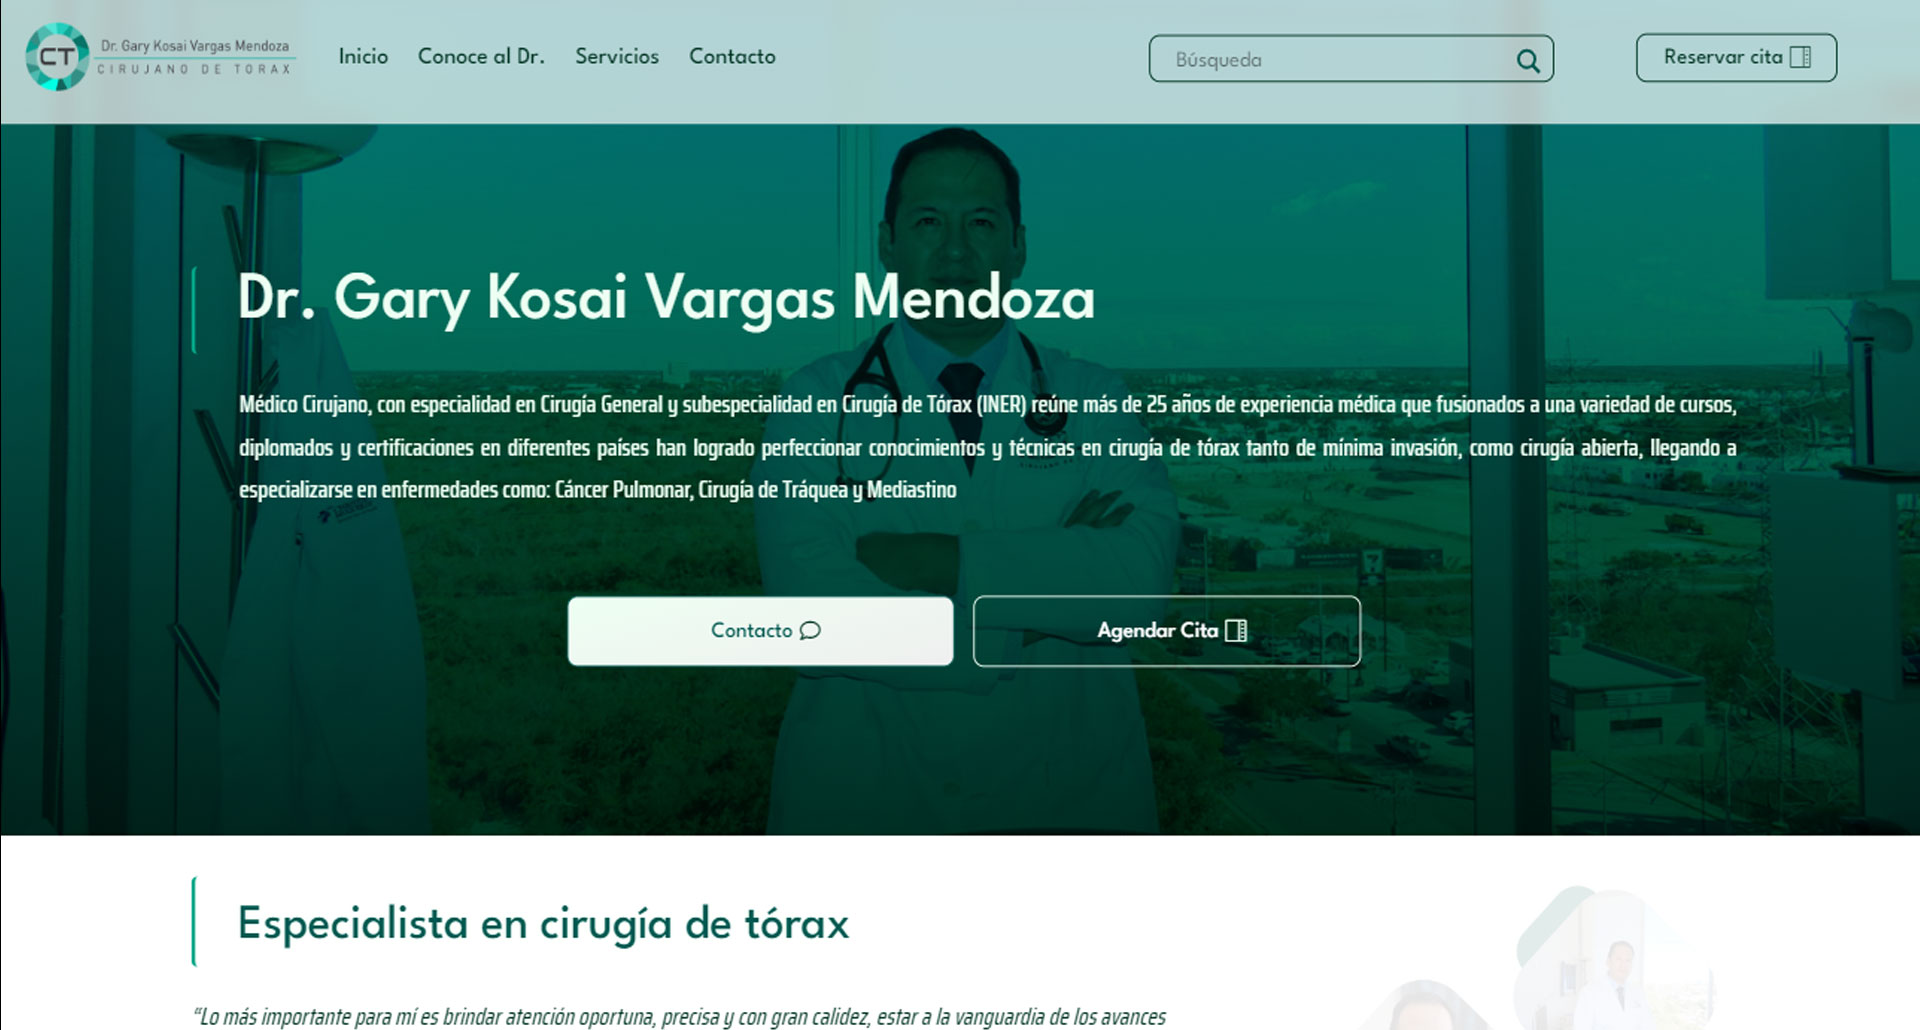 CT
Dr. Gary Kosai Vargas Mendoza
CIRUJANO DE TORAX
Inicio
Conoce al Dr.
Servicios
Contacto
Búsqueda
Reservar cita
Dr. Gary Kosai Vargas Mendoza
Médico Cirujano, con especialidad en Cirugía General y subespecialidad en Cirugía de Tórax (INER) reúne más de 25 años de experiencia médica que fusionados a una variedad de cursos,
diplomados y certificaciones en diferentes países han logrado perfeccionar conocimientos y técnicas en cirugía de tórax tanto de mínima invasión, como cirugía abierta, llegando a
especializarse en enfermedades como: Cáncer Pulmonar, Cirugía de Tráquea y Mediastino
Contacto
Agendar Cita
Especialista en cirugía de tórax
“Lo más importante para mí es brindar atención oportuna, precisa y con gran calidez, estar a la vanguardia de los avances